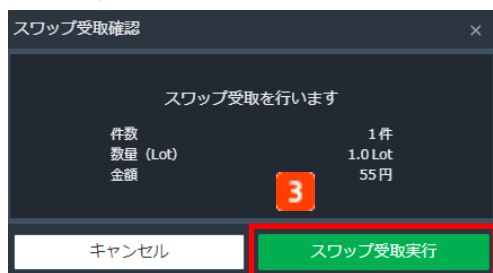 スワップ受取確認 ×
スワップ受取を行います
件数 1件
数量 (Lot) 1.0 Lot
金額 55円
3
キャンセル スワップ受取実行